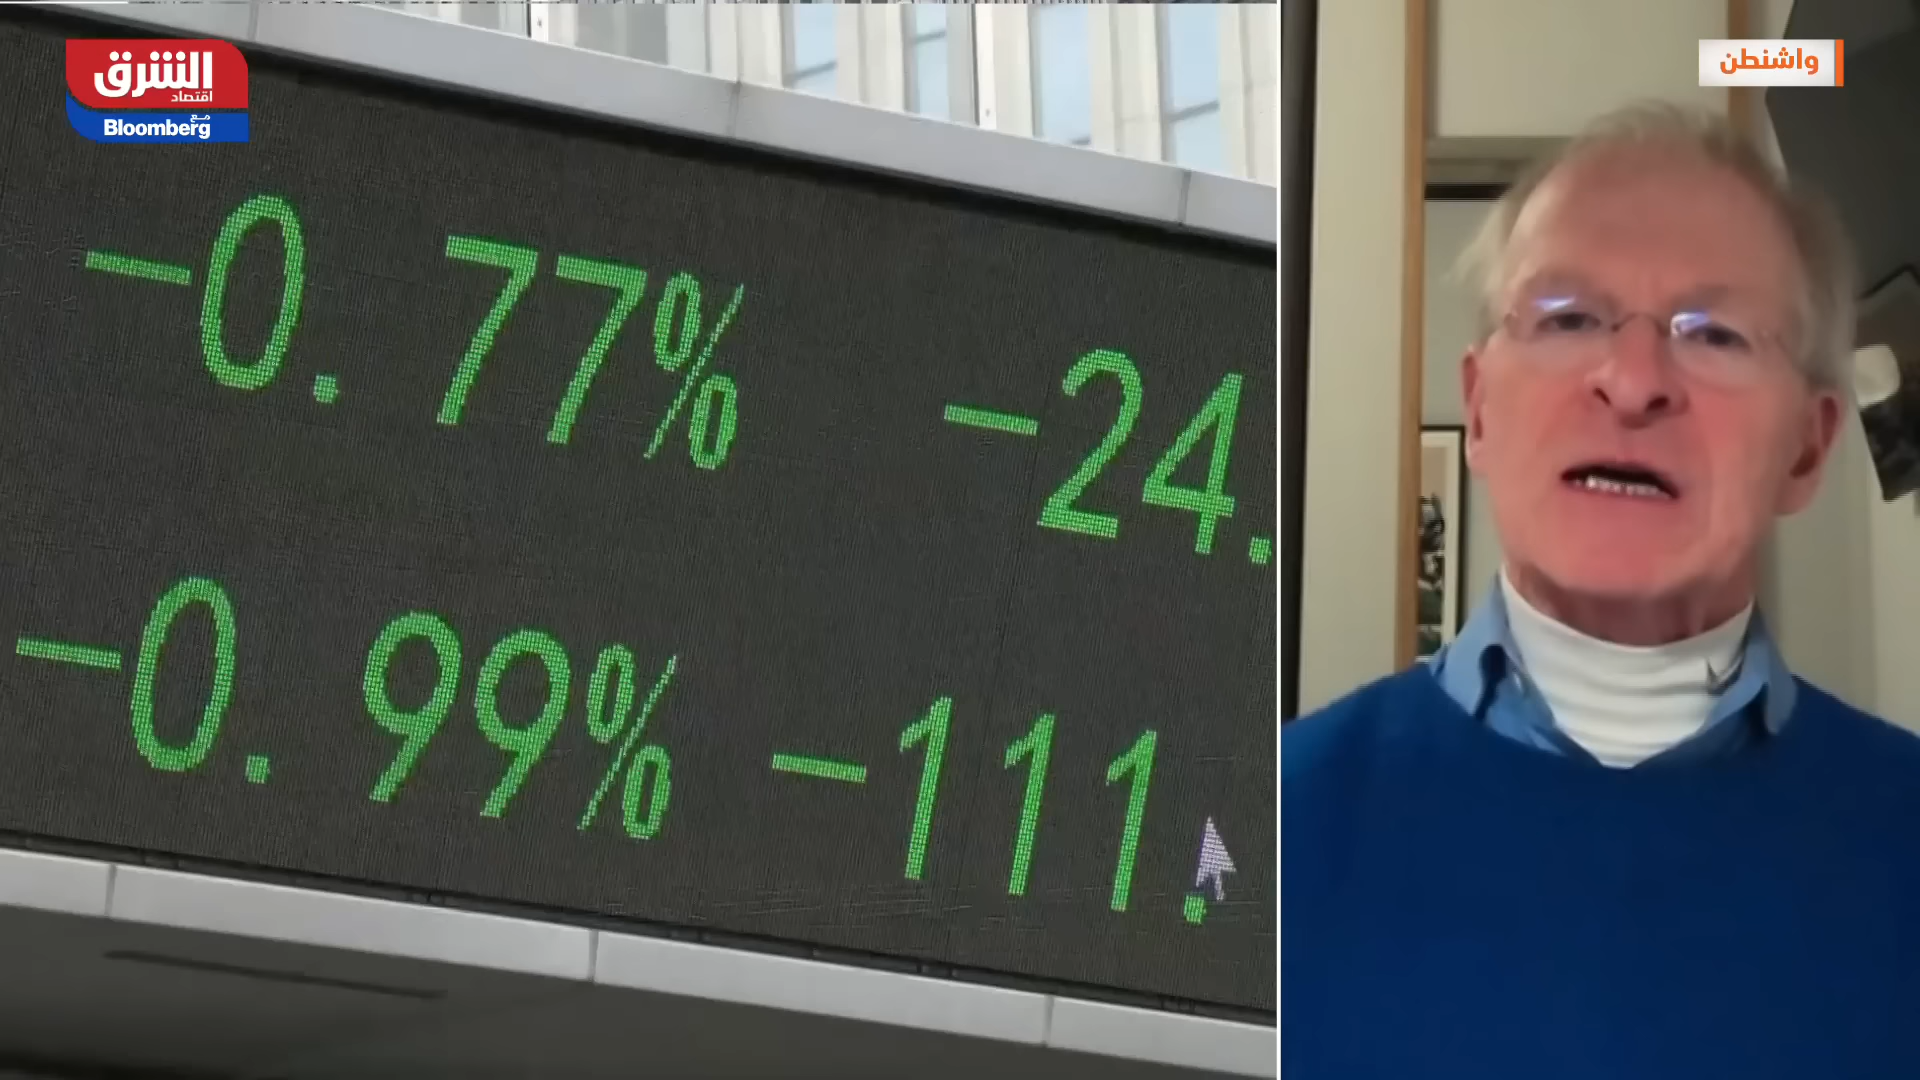 الشرق
اقتصاد
مع
Bloomberg
واشنطن
-0.77% -24.
-0.99% -111.